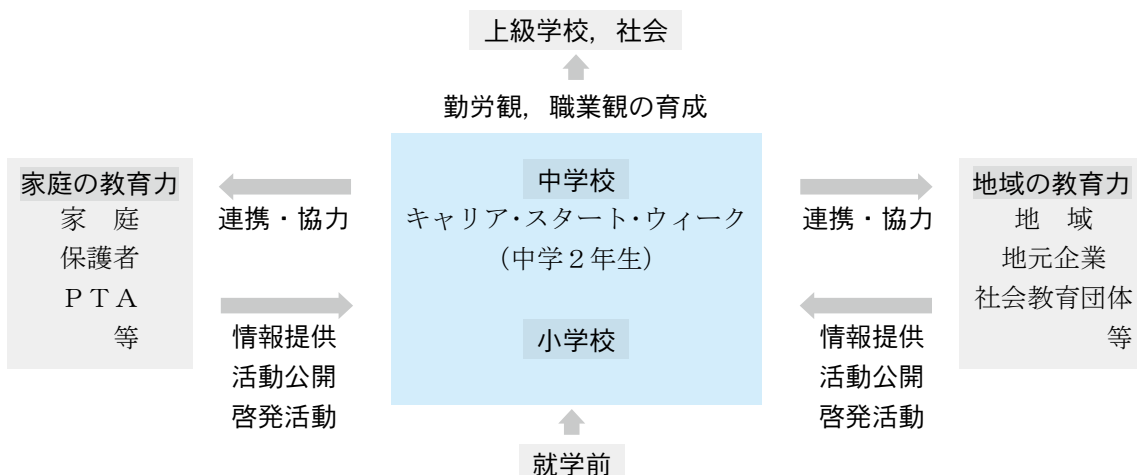 上級学校，社会
勤労観，職業観の育成
家庭の教育力
家　庭
保護者
ＰＴＡ
等
連携・協力
情報提供
活動公開
啓発活動
中学校
キャリア・スタート・ウィーク
（中学２年生）
小学校
連携・協力
情報提供
活動公開
啓発活動
地域の教育力
地　域
地元企業
社会教育団体
等
就学前